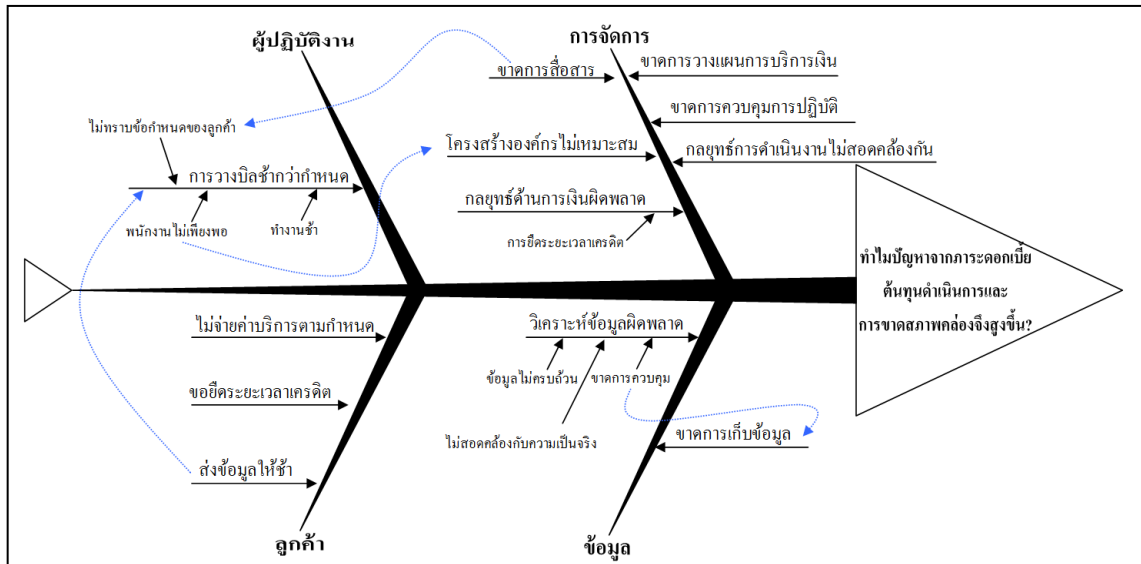 ผู้ปฏิบัติงาน
การจัดการ
ขาดการสื่อสาร
ขาดการวางแผนการบริการเงิน
ขาดการควบคุมการปฏิบัติ
ไม่ทราบข้อกำหนดของลูกค้า
โครงสร้างองค์กรไม่เหมาะสม
กลยุทธ์การดำเนินงานไม่สอดคล้องกัน
การวางบิลช้ากว่ากำหนด
กลยุทธ์ด้านการเงินผิดพลาด
พนักงานไม่เพียงพอ
ทำงานช้า
การยืดระยะเวลาเครดิต
ทำไมปัญหาจากภาระดอกเบี้ย
ต้นทุนดำเนินการและ
การขาดสภาพคล่องจึงสูงขึ้น?
ไม่จ่ายค่าบริการตามกำหนด
วิเคราะห์ข้อมูลผิดพลาด
ข้อมูลไม่ครบถ้วน
ขาดการควบคุม
ขอยืดระยะเวลาเครดิต
ไม่สอดคล้องกับความเป็นจริง
ขาดการเก็บข้อมูล
ส่งข้อมูลให้ช้า
ลูกค้า
ข้อมูล